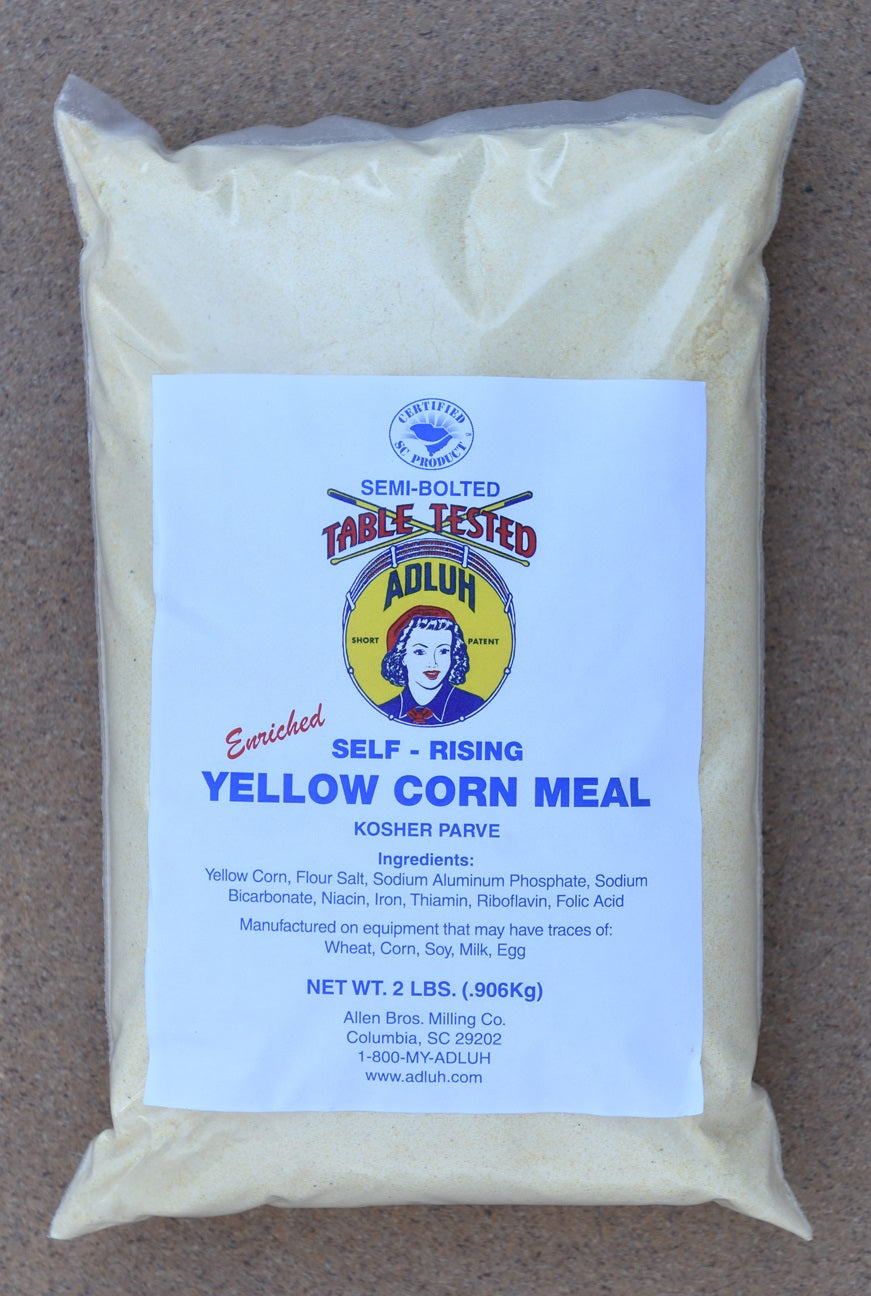 CERTIFIED
SC PRODUCT
SEMI-BOLTED
TABLE TESTED
ADLUH
SHORT PATENT
Enriched
SELF - RISING
YELLOW CORN MEAL
KOSHER PARVE
Ingredients:
Yellow Corn, Flour Salt, Sodium Aluminum Phosphate, Sodium
Bicarbonate, Niacin, Iron, Thiamin, Riboflavin, Folic Acid
Manufactured on equipment that may have traces of:
Wheat, Corn, Soy, Milk, Egg
NET WT. 2 LBS. (.906Kg)
Allen Bros. Milling Co.
Columbia, SC 29202
1-800-MY-ADLUH
www.adluh.com